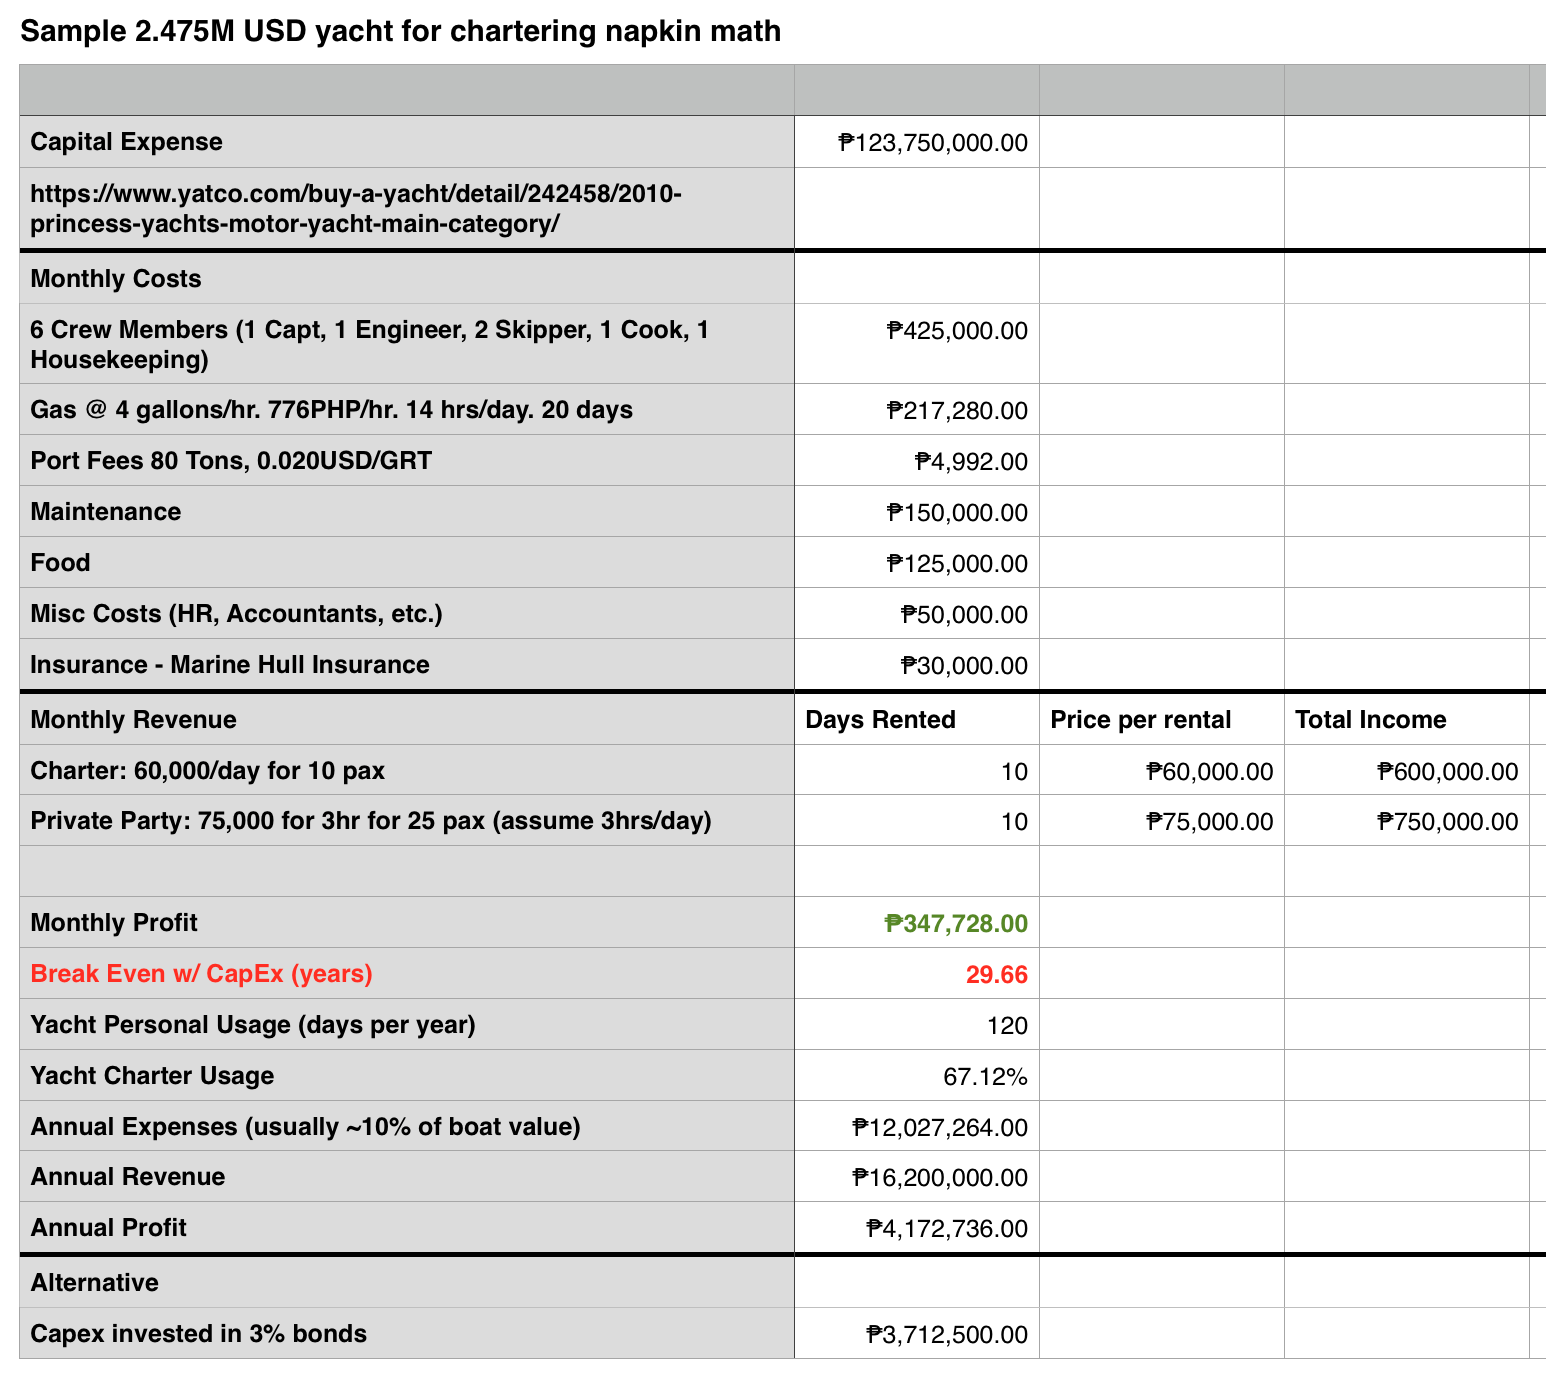 Sample 2.475M USD yacht for chartering napkin math
Capital Expense ₱123,750,000.00
https://www.yatco.com/buy-a-yacht/detail/242458/2010-
princess-yachts-motor-yacht-main-category/
Monthly Costs
6 Crew Members (1 Capt, 1 Engineer, 2 Skipper, 1 Cook, 1 ₱425,000.00
Housekeeping)
Gas @ 4 gallons/hr. 776PHP/hr. 14 hrs/day. 20 days ₱217,280.00
Port Fees 80 Tons, 0.020USD/GRT ₱4,992.00
Maintenance ₱150,000.00
Food ₱125,000.00
Misc Costs (HR, Accountants, etc.) ₱50,000.00
Insurance - Marine Hull Insurance ₱30,000.00
Monthly Revenue Days Rented Price per rental Total Income
Charter: 60,000/day for 10 pax 10 ₱60,000.00 ₱600,000.00
Private Party: 75,000 for 3hr for 25 pax (assume 3hrs/day) 10 ₱75,000.00 ₱750,000.00
Monthly Profit ₱347,728.00
Break Even w/ CapEx (years) 29.66
Yacht Personal Usage (days per year) 120
Yacht Charter Usage 67.12%
Annual Expenses (usually ~10% of boat value) ₱12,027,264.00
Annual Revenue ₱16,200,000.00
Annual Profit ₱4,172,736.00
Alternative
Capex invested in 3% bonds ₱3,712,500.00